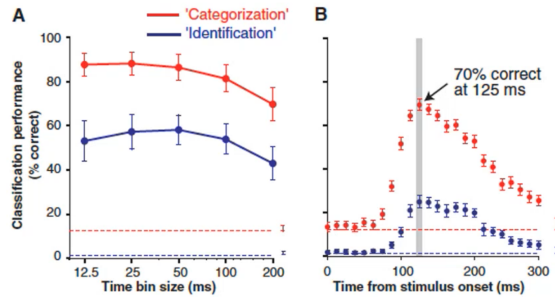 A
'Categorization'
'Identification'
B
Classification performance
(% correct)
100
80
60
40
20
0
12.5 25 50 100 200
Time bin size (ms)
70% correct
at 125 ms
0 100 200 300
Time from stimulus onset (ms)